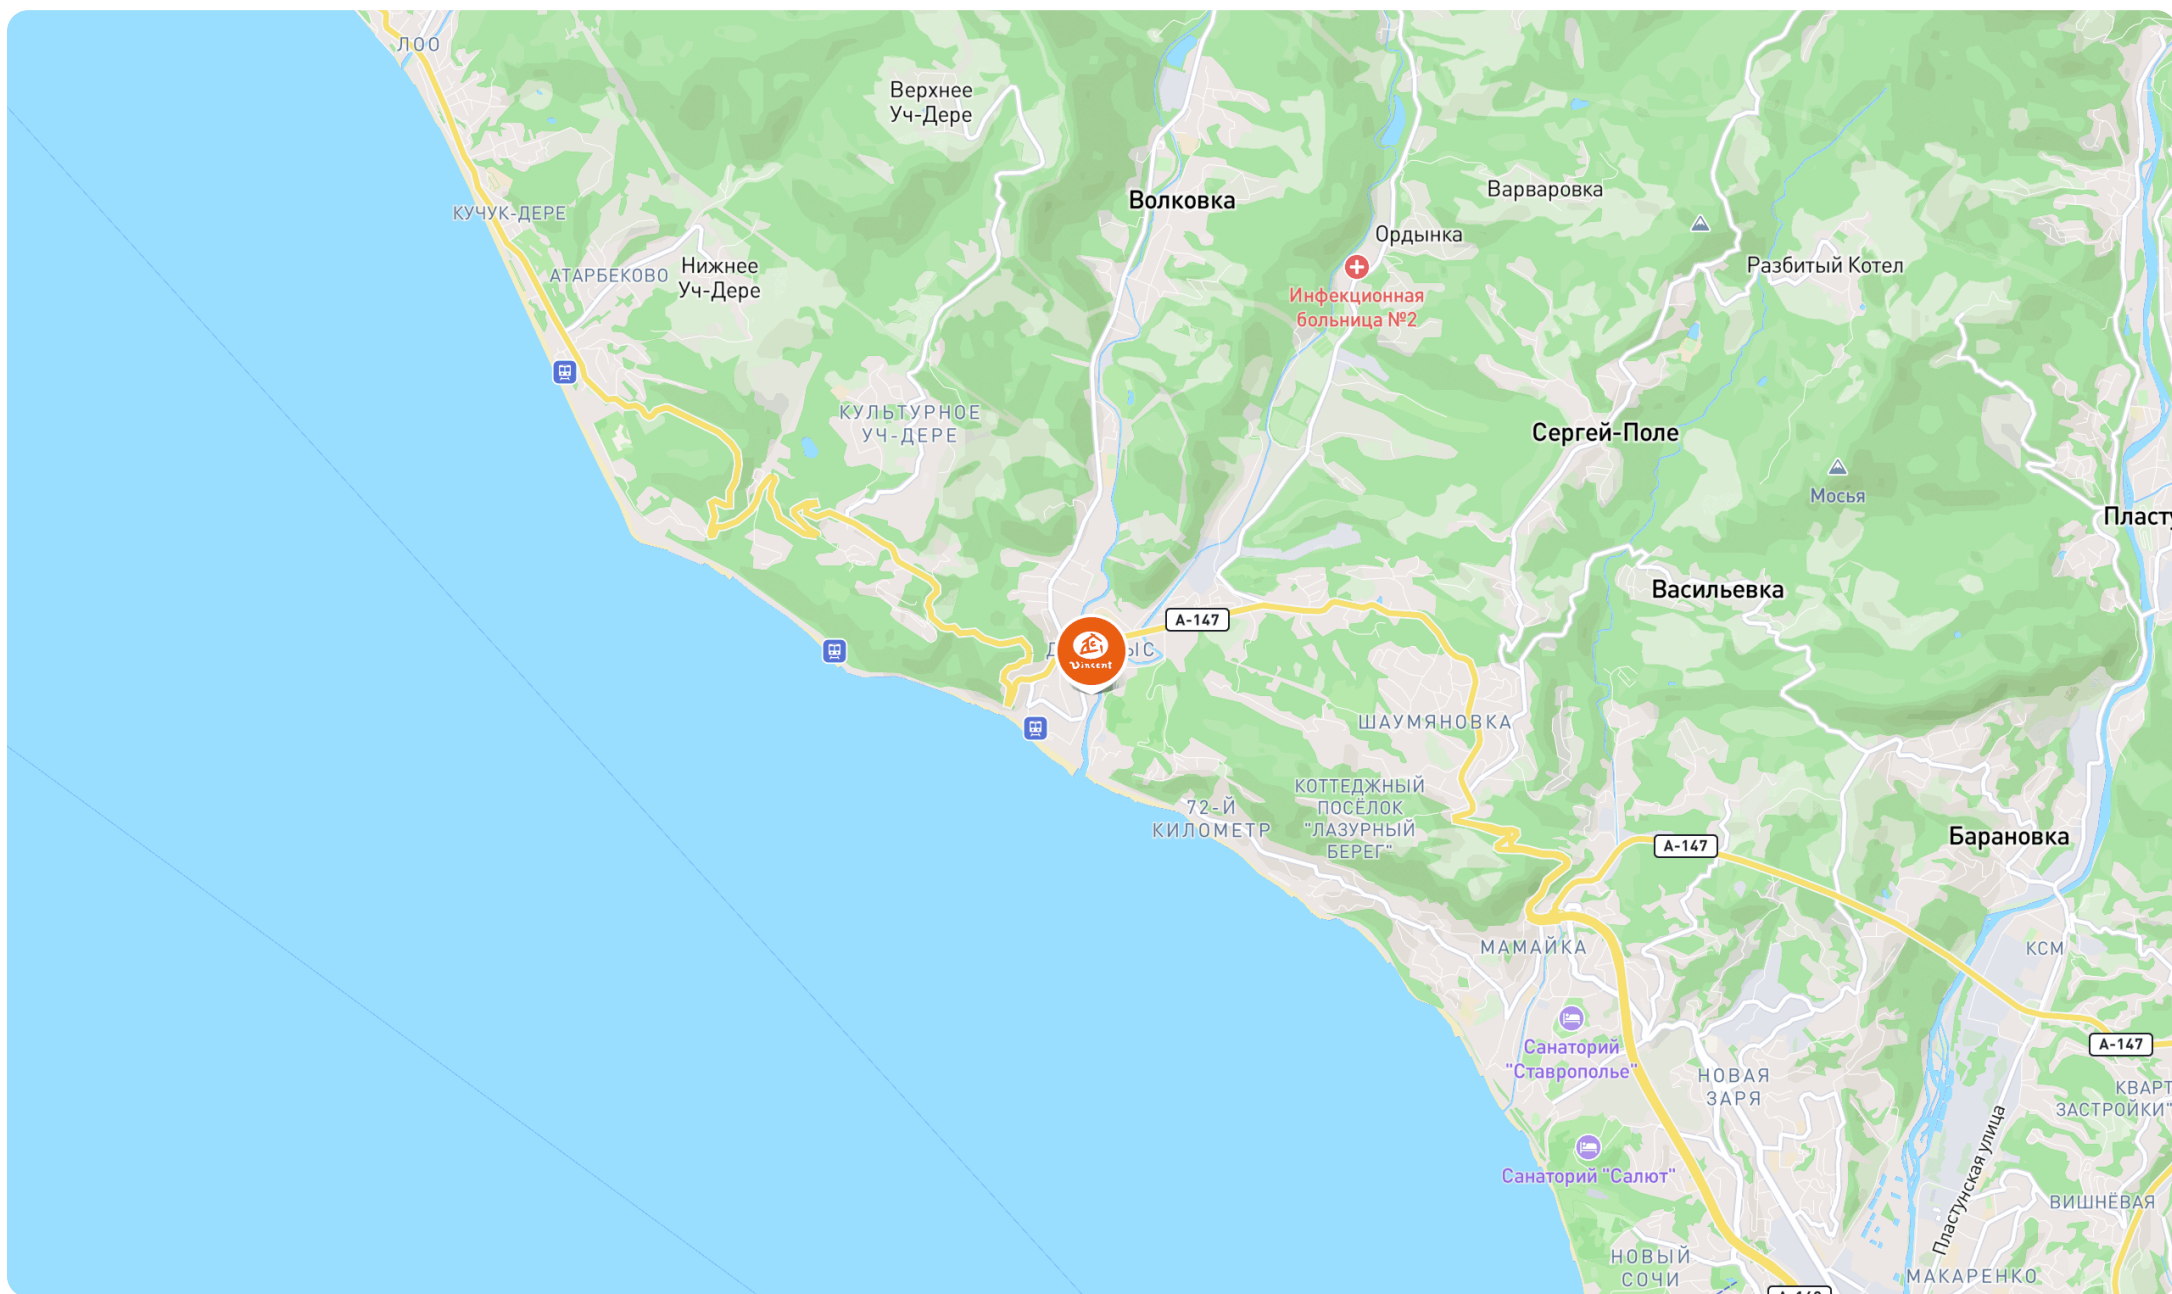 ЛОО
Верхнее
Уч-Дере
КУЧУК-ДЕРЕ
Волковка
Варваровка
Ордынка
АТАРБЕКОВО
Нижнее
Уч-Дере
Разбитый Котел
Инфекционная
больница №2
КУЛЬТУРНОЕ
УЧ-ДЕРЕ
Сергей-Поле
Мосья
Пласту
Васильевка
А-147
Д
ЫС
Vincent
ШАУМЯНОВКА
72-Й
КИЛОМЕТР
КОТТЕДЖНЫЙ
ПОСЁЛОК
"ЛАЗУРНЫЙ
БЕРЕГ"
А-147
Барановка
МАМАЙКА
КСМ
Санаторий
"Ставрополье"
А-147
НОВАЯ
ЗАРЯ
КВАРТ
ЗАСТРОЙКИ"
Санаторий "Салют"
Пластунская улица
ВИШНЁВАЯ
НОВЫЙ
СОЧИ
МАКАРЕНКО